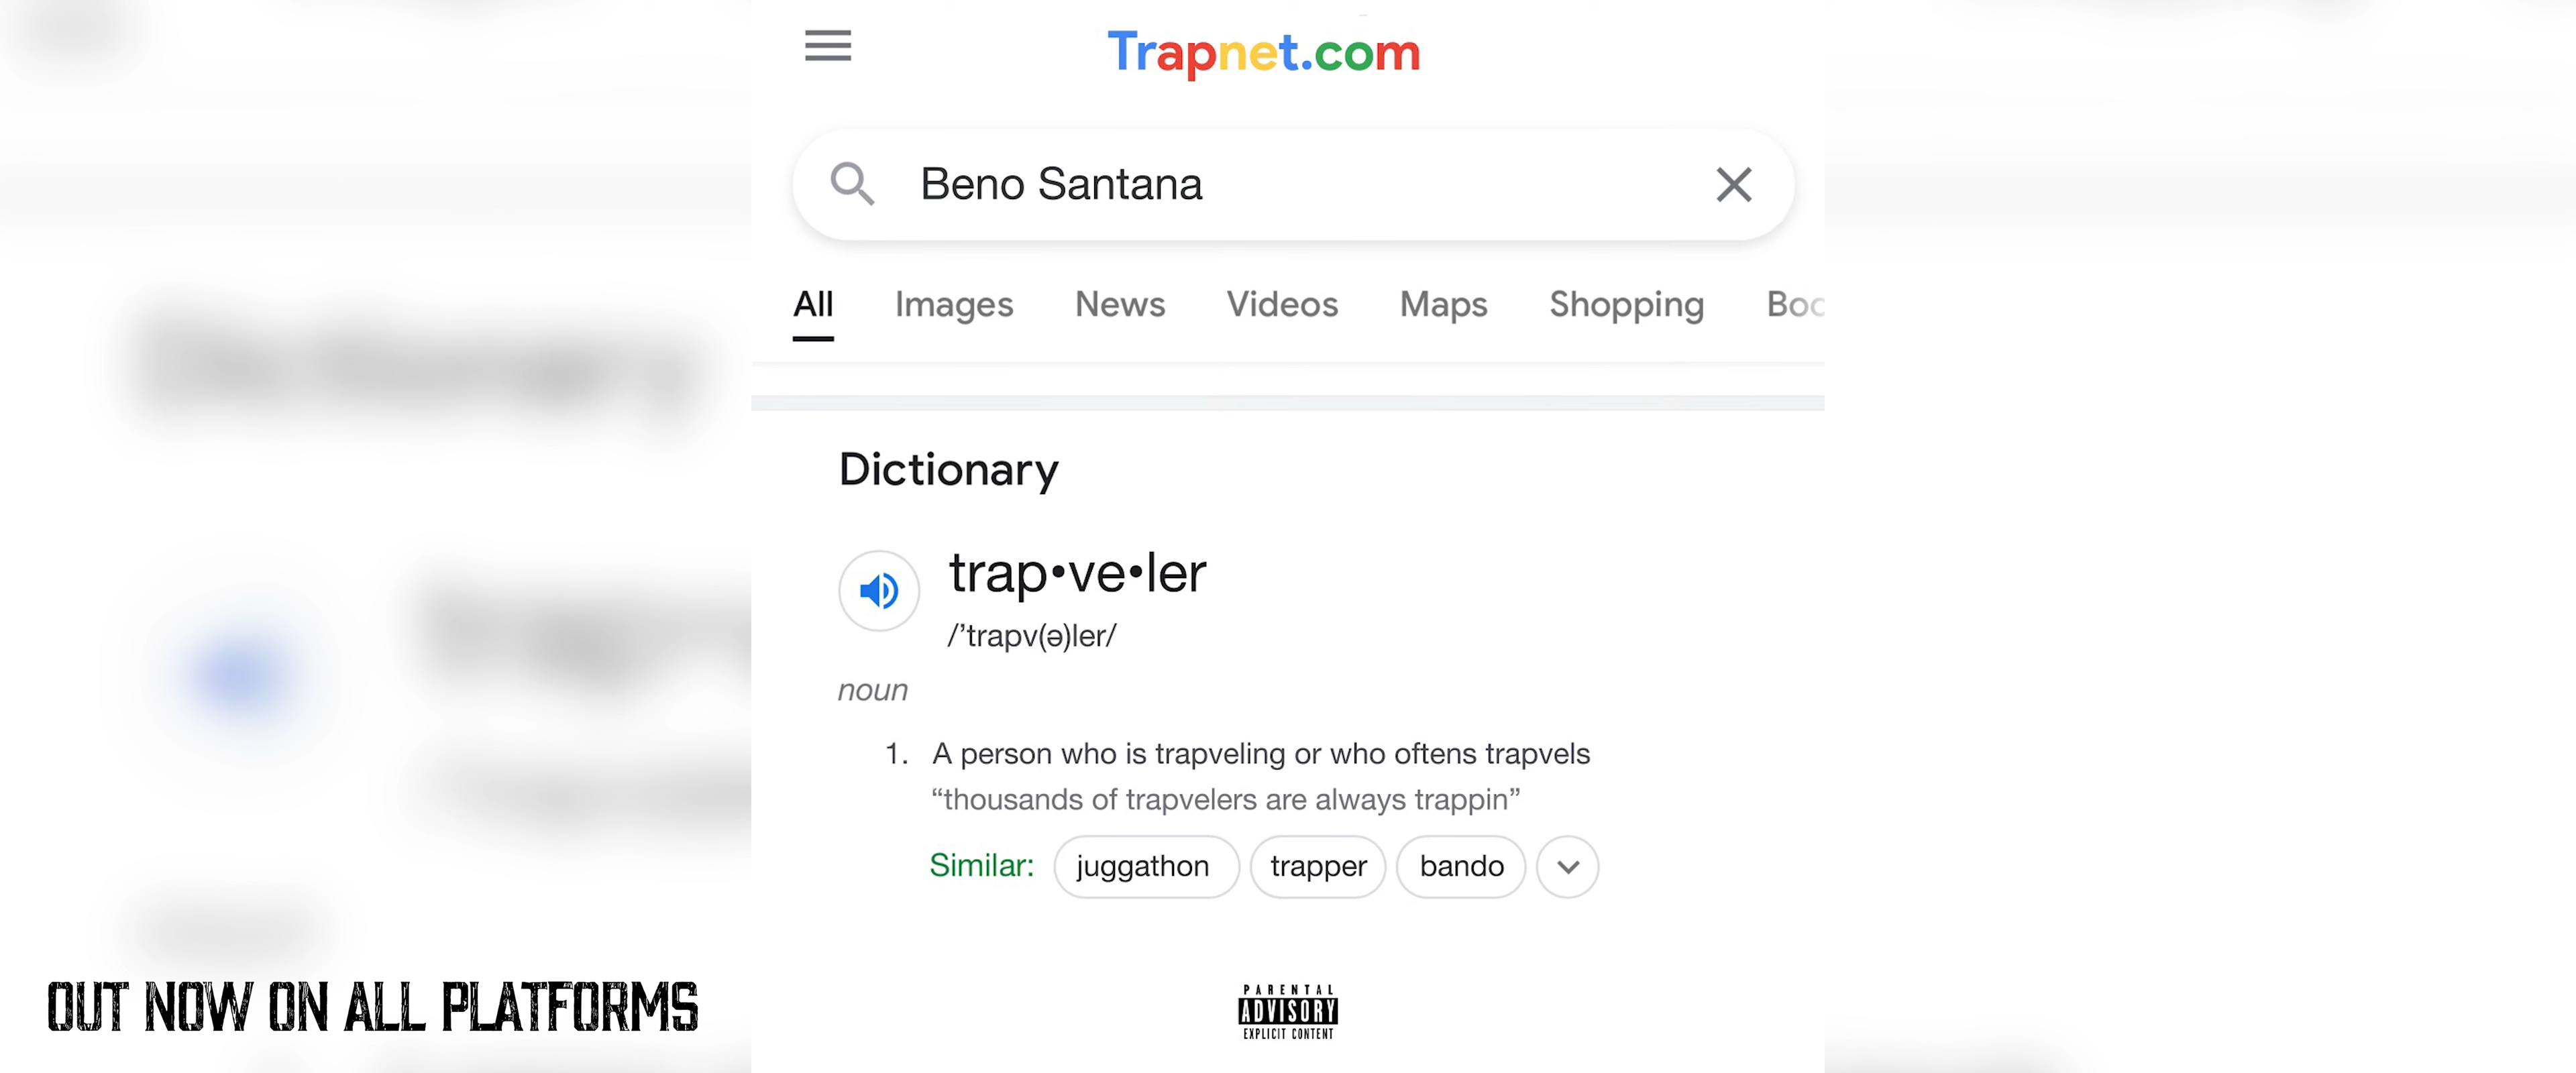 Trapnet.com
Beno Santana
All Images News Videos Maps Shopping Boo
Dictionary
trap•ve•ler
/’trapv(ə)ler/
noun
1. A person who is trapveling or who oftens trapvels
“thousands of trapvelers are always trappin”
Similar: juggathon trapper bando
OUT NOW ON ALL PLATFORMS
PARENTAL
ADVISORY
EXPLICIT CONTENT